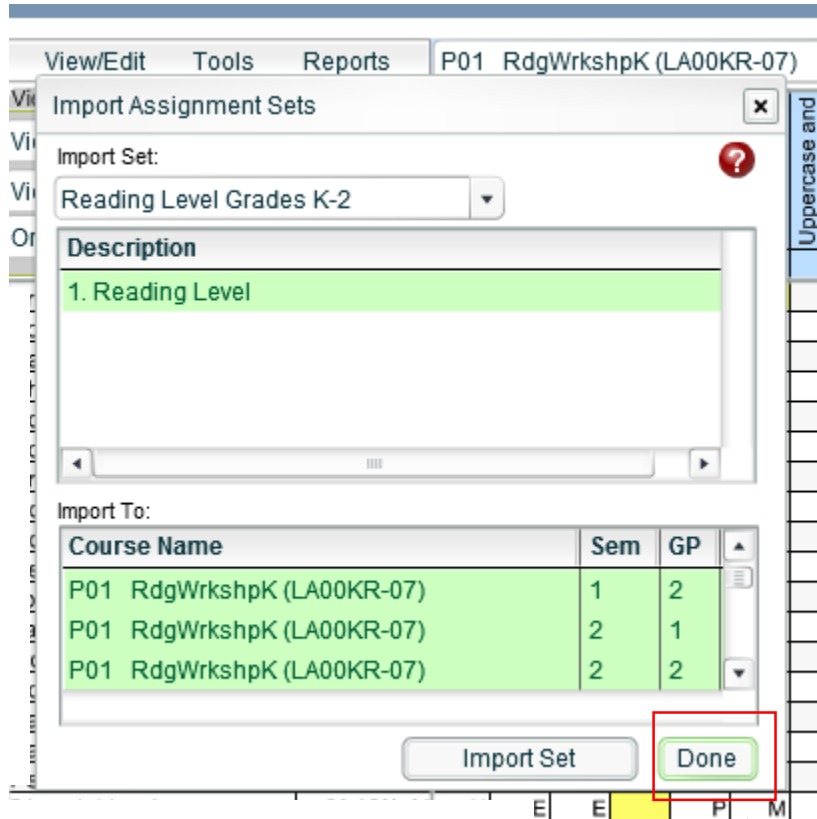 View/Edit Tools Reports P01 RdgWrkshpK (LA00KR-07)
Import Assignment Sets
Uppercase and
Import Set:
Reading Level Grades K-2
Description
1. Reading Level
Import To:
Course Name Sem GP
P01 RdgWrkshpK (LA00KR-07) 1 2
P01 RdgWrkshpK (LA00KR-07) 2 1
P01 RdgWrkshpK (LA00KR-07) 2 2
Import Set Done
E E P M